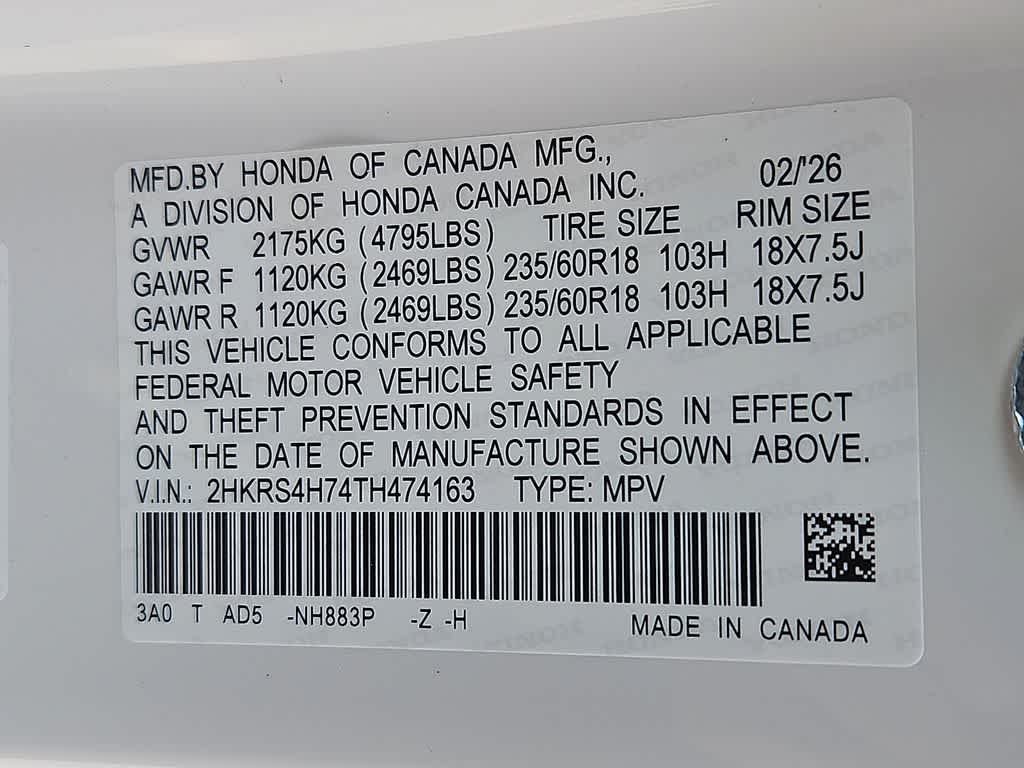 MFD.BY HONDA OF CANADA MFG., 02/'26
A DIVISION OF HONDA CANADA INC.
GVWR 2175KG (4795LBS) TIRE SIZE RIM SIZE
GAWR F 1120KG (2469LBS) 235/60R18 103H 18X7.5J
GAWR R 1120KG (2469LBS) 235/60R18 103H 18X7.5J
THIS VEHICLE CONFORMS TO ALL APPLICABLE
FEDERAL MOTOR VEHICLE SAFETY
AND THEFT PREVENTION STANDARDS IN EFFECT
ON THE DATE OF MANUFACTURE SHOWN ABOVE.
V.I.N.: 2HKRS4H74TH474163 TYPE: MPV
3A0 T AD5 -NH883P -Z -H MADE IN CANADA